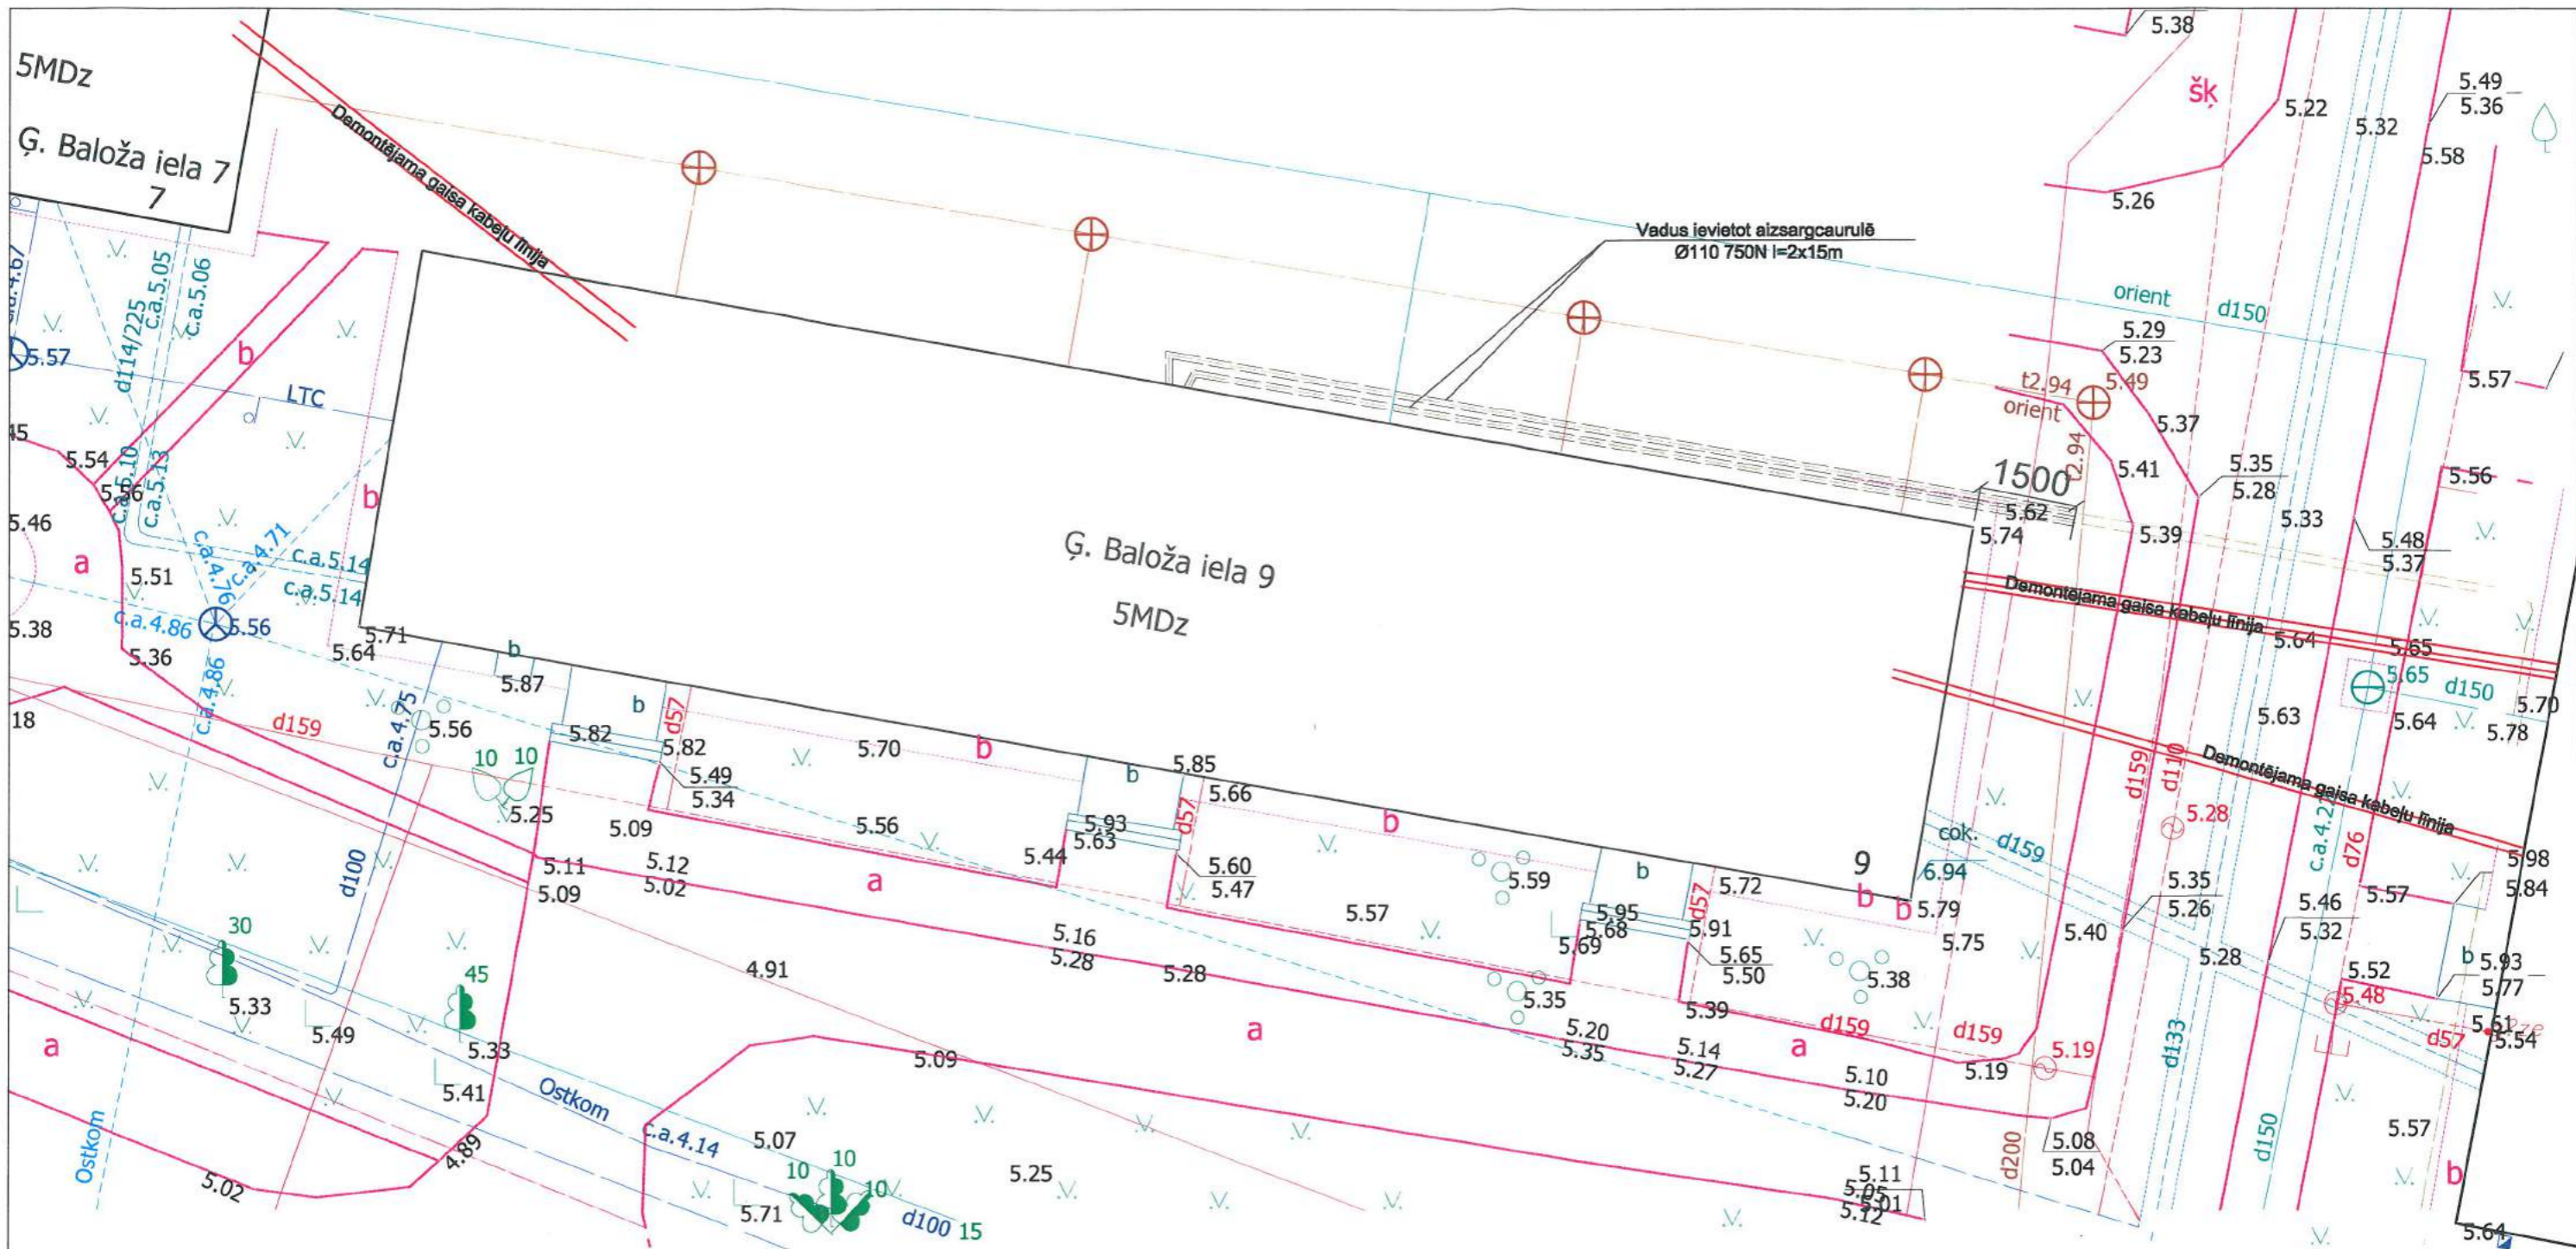 5MDz
Ģ. Baloža iela 7
7
Demontējama gaisa kabeļu līnija
Vadus ievietot aizsargcaurulē
Ø110 750N l=2x15m
5.38
šķ
5.22
5.32
5.49
5.36
5.58
5.26
orient
d150
5.29
5.23
5.57
t2.94
5.49
orient
5.37
t2.94
5.41
1500
5.62
5.35
5.28
5.56
5.74
5.39
5.33
5.48
5.37
c.a.5.05
c.a.5.06
d114/225
5.57
b
LTC
45
5.54
5.56
c.a.5.10
c.a.5.13
b
5.46
a
c.a.4.76
c.a.4.71
c.a.5.14
c.a.5.14
5.51
c.a.4.86
5.56
5.38
5.36
5.71
5.64
c.a.4.86
Ģ. Baloža iela 9
5MDz
Demontējama gaisa kabeļu līnija
5.64
5.65
5.65
d150
5.70
5.63
5.64
5.78
Demontējama gaisa kabeļu līnija
18
d159
c.a.4.75
5.56
b
5.87
b
d57
5.82
5.82
5.49
5.34
10
10
5.25
5.70
b
5.09
5.56
b
5.85
5.66
5.93
5.63
d57
5.44
5.60
5.47
b
d159
d110
5.28
c.a.4.2
d76
cok.
d159
6.94
9
5.98
5.84
5.57
5.11
5.09
5.12
5.02
a
d100
5.59
b
5.57
5.95
5.68
5.69
d57
5.72
5.91
5.65
5.50
b
b
5.79
5.75
5.40
5.35
5.26
5.46
5.32
5.28
5.52
5.48
b
5.93
5.77
30
5.33
5.49
45
5.33
5.41
5.16
5.28
5.28
4.91
5.35
5.38
5.39
d159
d159
5.19
5.19
5.61
5.54
d57
d133
a
5.09
a
5.20
5.35
5.14
5.27
a
5.10
5.20
Ostkom
Ostkom
c.a.4.14
5.07
4.89
5.02
10
10
10
5.71
d100
15
5.25
5.11
5.05
5.01
5.12
d200
5.08
5.04
d150
5.57
b
5.64